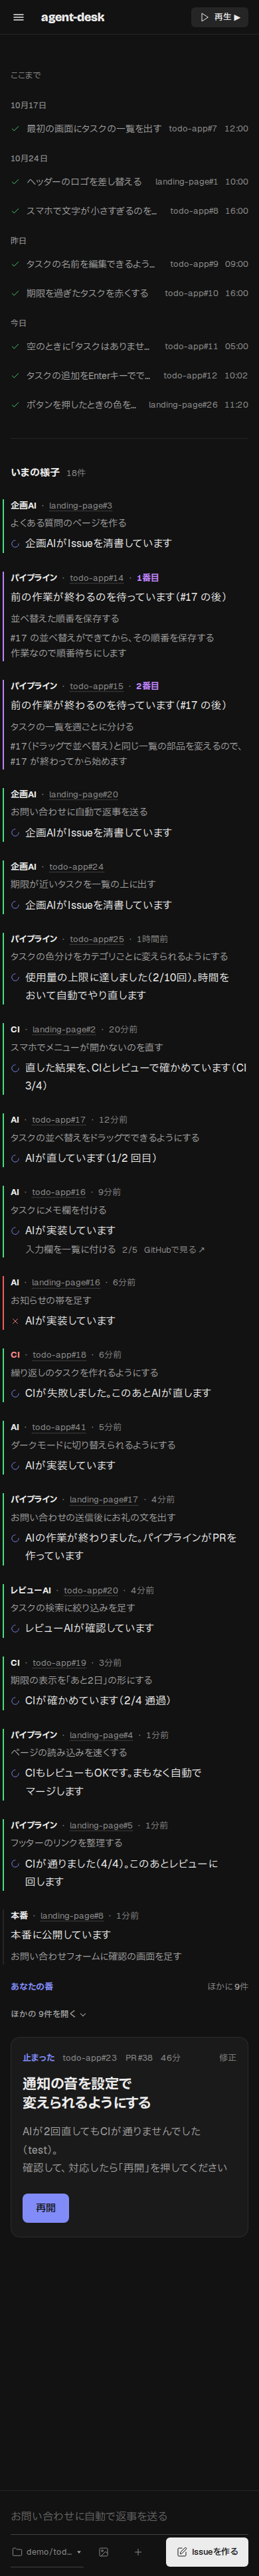 agent-desk
再生 ▶
ここまで
10月17日
最初の画面にタスクの一覧を出す todo-app#7 12:00
10月24日
ヘッダーのロゴを差し替える landing-page#1 10:00
スマホで文字が小さすぎるのを… todo-app#8 16:00
昨日
タスクの名前を編集できるよう… todo-app#9 09:00
期限を過ぎたタスクを赤くする todo-app#10 16:00
今日
空のときに「タスクはありませ… todo-app#11 05:00
タスクの追加をEnterキーでで… todo-app#12 10:02
ボタンを押したときの色を… landing-page#26 11:20
いまの様子 18件
企画AI · landing-page#3
よくある質問のページを作る
企画AIがIssueを清書しています
パイプライン · todo-app#14 · 1番目
前の作業が終わるのを待っています（#17 の後）
並べ替えた順番を保存する
#17 の並べ替えができてから、その順番を保存する
作業なので順番待ちにします
パイプライン · todo-app#15 · 2番目
前の作業が終わるのを待っています（#17 の後）
タスクの一覧を週ごとに分ける
#17（ドラッグで並べ替え）と同じ一覧の部品を変えるので、
#17 が終わってから始めます
企画AI · landing-page#20
お問い合わせに自動で返事を送る
企画AIがIssueを清書しています
企画AI · todo-app#24
期限が近いタスクを一覧の上に出す
企画AIがIssueを清書しています
パイプライン · todo-app#25 · 1時間前
タスクの色分けをカテゴリごとに変えられるようにする
使用量の上限に達しました（2/10回）。時間を
おいて自動でやり直します
CI · landing-page#2 · 20分前
スマホでメニューが開かないのを直す
直した結果を、CIとレビューで確かめています（CI
3/4）
AI · todo-app#17 · 12分前
タスクの並べ替えをドラッグでできるようにする
AIが直しています（1/2 回目）
AI · todo-app#16 · 9分前
タスクにメモ欄を付ける
AIが実装しています
入力欄を一覧に付ける 2/5 GitHubで見る ↗
AI · landing-page#16 · 6分前
お知らせの帯を足す
AIが実装しています
CI · todo-app#18 · 6分前
繰り返しのタスクを作れるようにする
CIが失敗しました。このあとAIが直します
AI · todo-app#41 · 5分前
ダークモードに切り替えられるようにする
AIが実装しています
パイプライン · landing-page#17 · 4分前
お問い合わせの送信後にお礼の文を出す
AIの作業が終わりました。パイプラインがPRを
作っています
レビューAI · todo-app#20 · 4分前
タスクの検索に絞り込みを足す
レビューAIが確認しています
CI · todo-app#19 · 3分前
期限の表示を「あと2日」の形にする
CIが確かめています（2/4 通過）
パイプライン · landing-page#4 · 1分前
ページの読み込みを速くする
CIもレビューもOKです。まもなく自動で
マージします
パイプライン · landing-page#5 · 1分前
フッターのリンクを整理する
CIが通りました（4/4）。このあとレビューに
回します
本番 · landing-page#8 · 1分前
本番に公開しています
お問い合わせフォームに確認の画面を足す
あなたの番 ほかに 9件
ほかの 9件を開く
止まった todo-app#23 PR #38 46分 修正
通知の音を設定で
変えられるようにする
AIが2回直してもCIが通りませんでした
（test）。
確認して、対応したら「再開」を押してください
再開
お問い合わせに自動で返事を送る
demo/tod…
Issueを作る